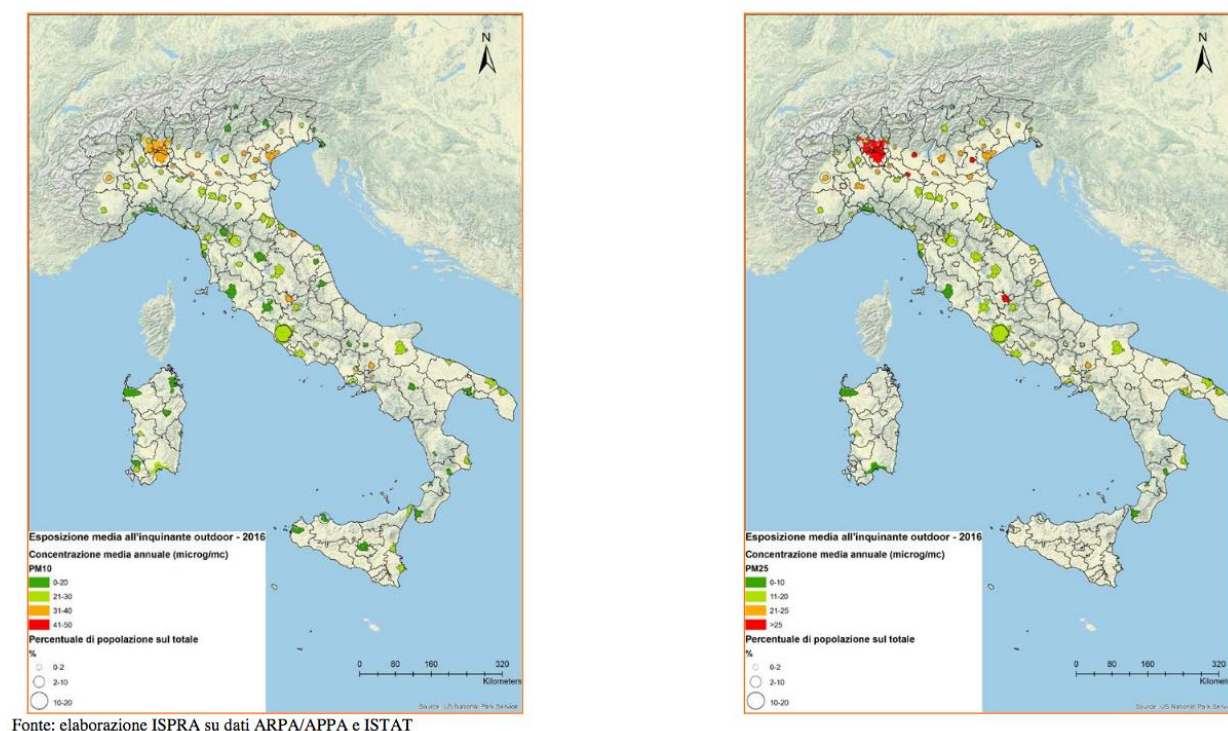 N
Esposizione media all'inquinante outdoor - 2016
Concentrazione media annuale (microg/mc)
PM10
0-20
21-30
31-40
41-50
Percentuale di popolazione sul totale
%
0-2
2-10
10-20
0 80 160 320
Kilometers
Source: US National Park Service
N
Esposizione media all'inquinante outdoor - 2016
Concentrazione media annuale (microg/mc)
PM25
0-10
11-20
21-25
>25
Percentuale di popolazione sul totale
%
0-2
2-10
10-20
0 80 160 320
Kilometers
Source: US National Park Service
Fonte: elaborazione ISPRA su dati ARPA/APPA e ISTAT